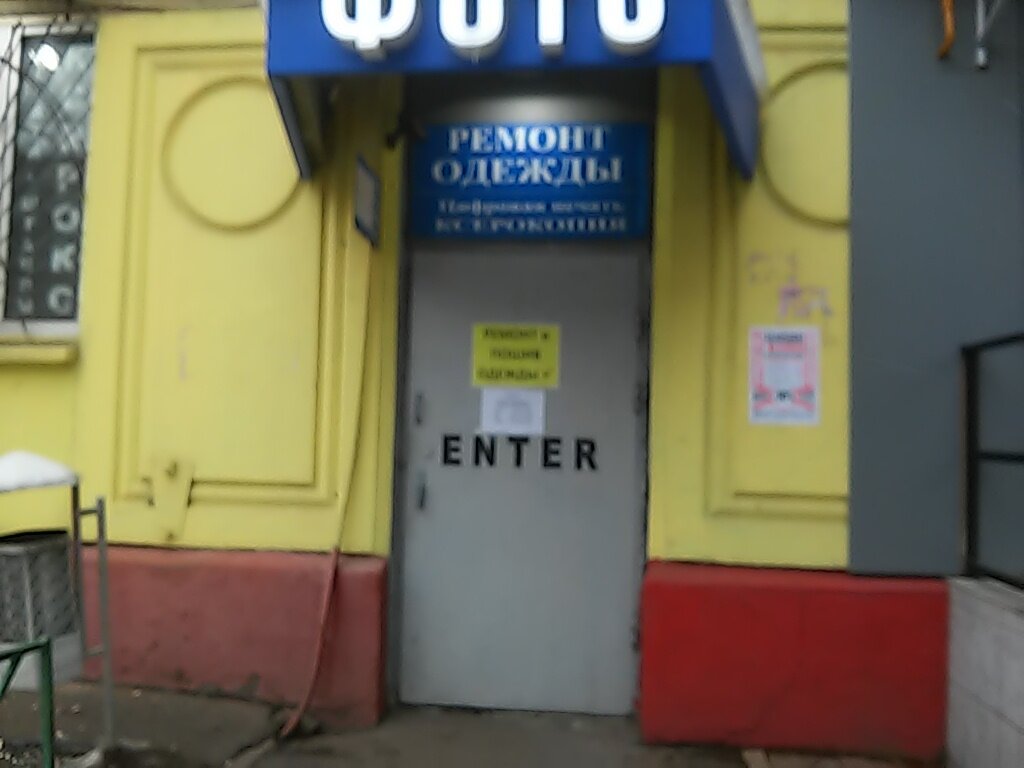 ФОТО
РЕМОНТ
ОДЕЖДЫ
Цифровая печать
КСЕРОКОПИЯ
РЕМОНТ и
ПОШИВ
ОДЕЖДЫ
ENTER